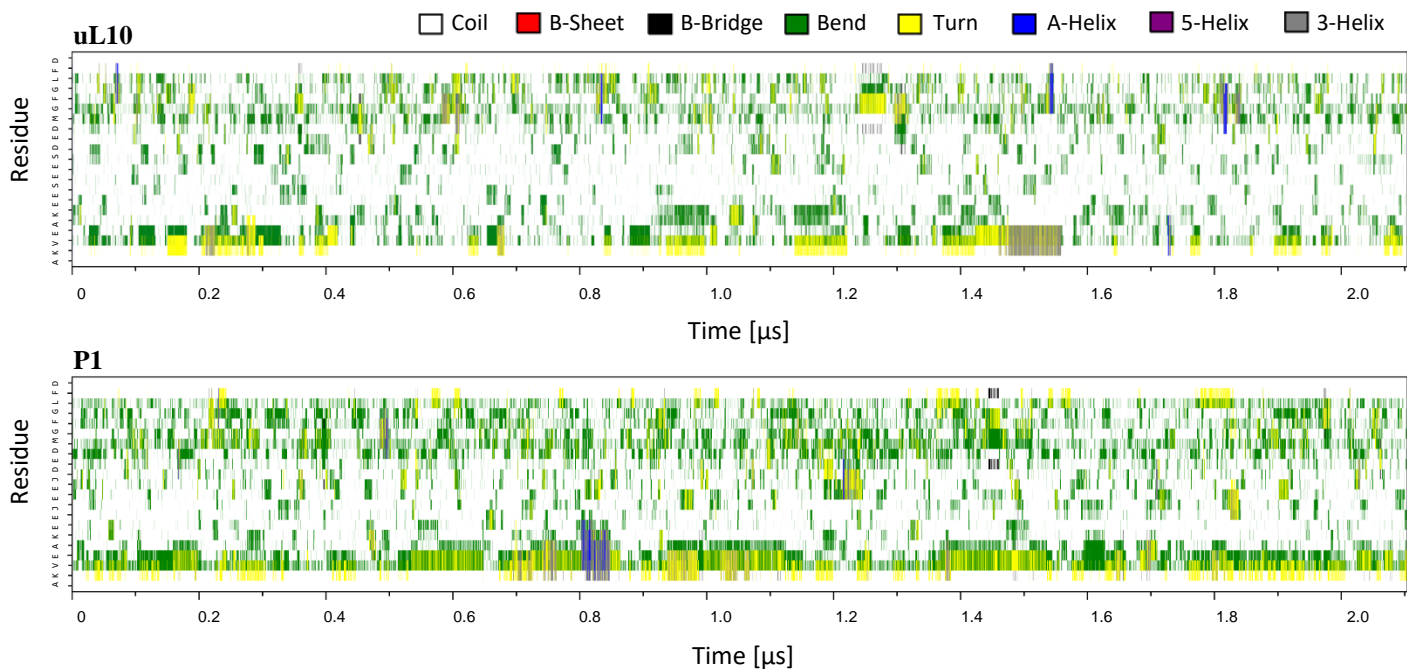 Coil B-Sheet B-Bridge Bend Turn A-Helix 5-Helix 3-Helix
uL10
Residue
AKVEAKEESEESDEDMGFGLFD
0 0.2 0.4 0.6 0.8 1.0 1.2 1.4 1.6 1.8 2.0
Time [µs]
P1
Residue
AKVEAKEEJEEJDEDMGFGLFD
0 0.2 0.4 0.6 0.8 1.0 1.2 1.4 1.6 1.8 2.0
Time [µs]